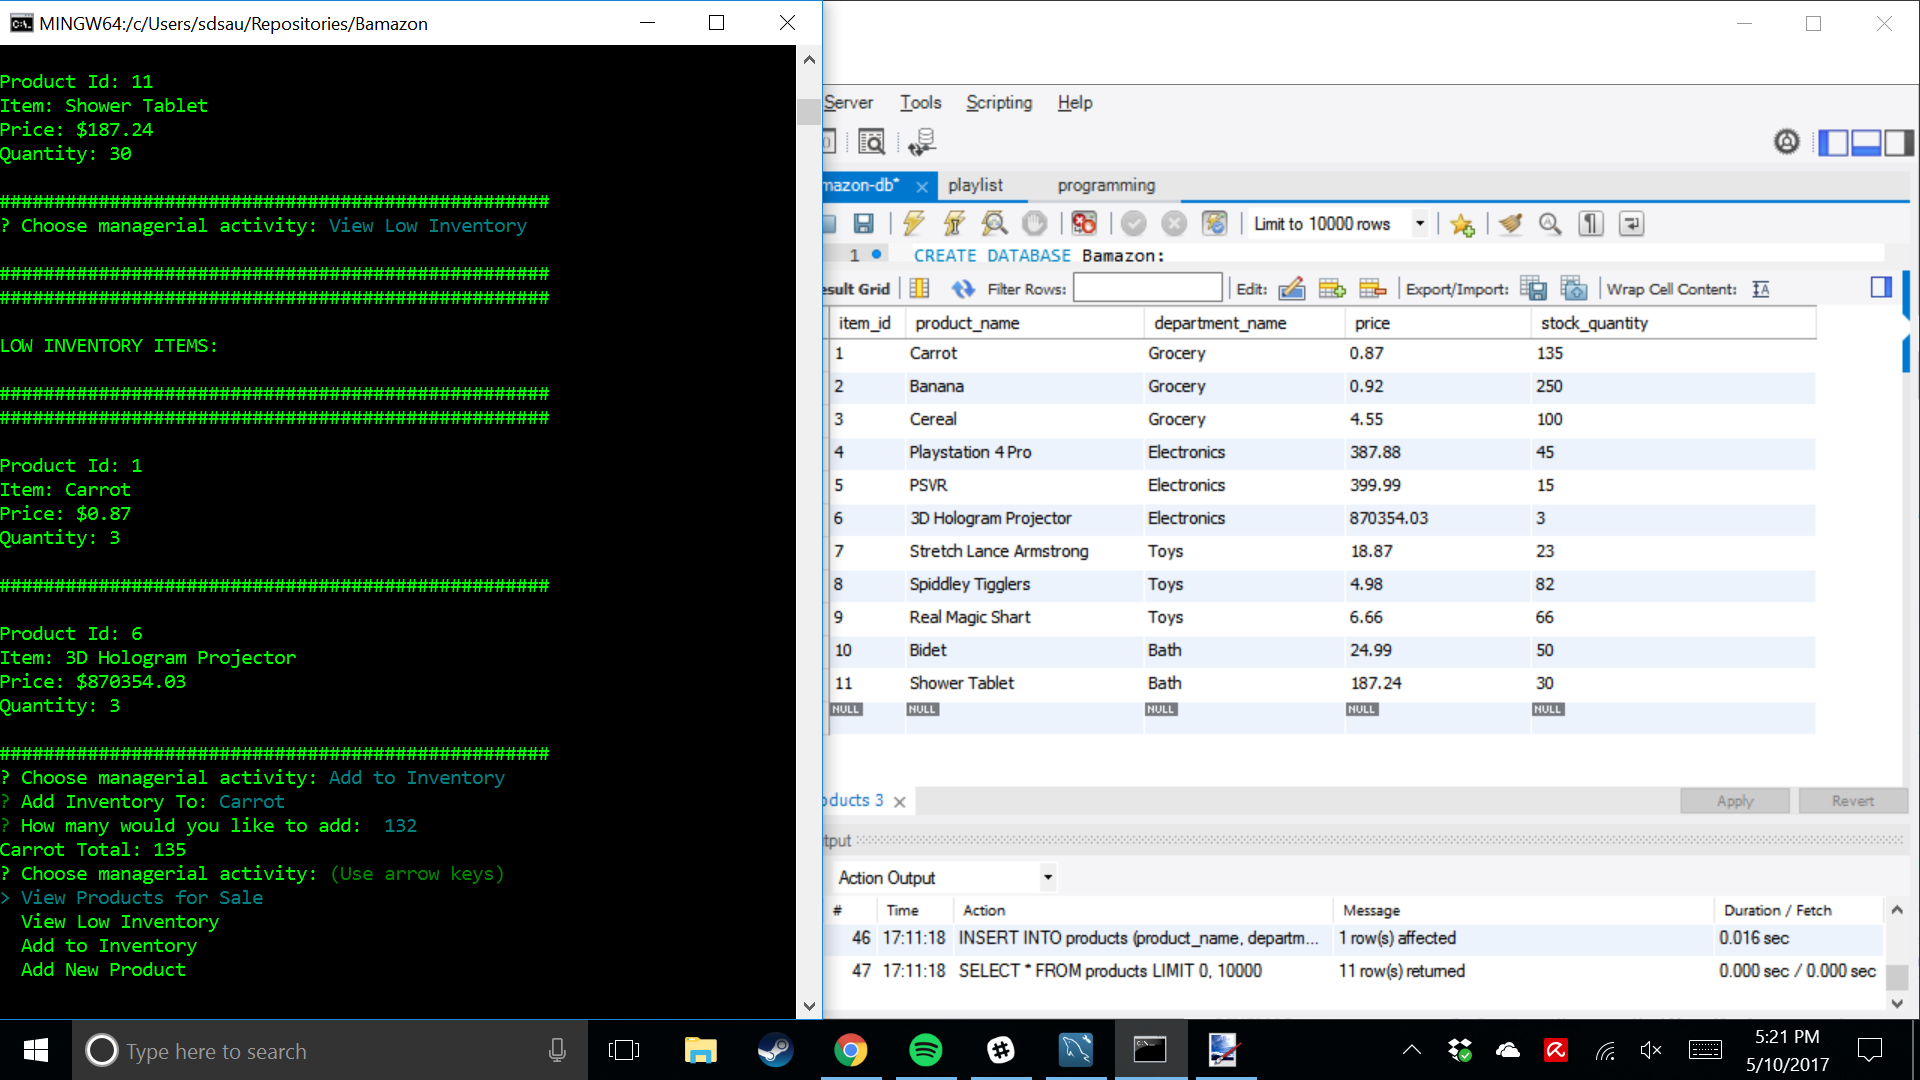 MINGW64:/c/Users/sdsau/Repositories/Bamazon
Product Id: 11
Item: Shower Tablet
Price: $187.24
Quantity: 30
##################################################
? Choose managerial activity: View Low Inventory
##################################################
##################################################
LOW INVENTORY ITEMS:
##################################################
##################################################
Product Id: 1
Item: Carrot
Price: $0.87
Quantity: 3
##################################################
Product Id: 6
Item: 3D Hologram Projector
Price: $870354.03
Quantity: 3
##################################################
? Choose managerial activity: Add to Inventory
? Add Inventory To: Carrot
? How many would you like to add:  132
Carrot Total: 135
? Choose managerial activity: (Use arrow keys)
> View Products for Sale
View Low Inventory
Add to Inventory
Add New Product
Server Tools Scripting Help
mazon-db* playlist programming
Limit to 10000 rows
1 CREATE DATABASE Bamazon:
esult Grid Filter Rows: Edit: Export/Import: Wrap Cell Content:
item_id product_name department_name price stock_quantity
1 Carrot Grocery 0.87 135
2 Banana Grocery 0.92 250
3 Cereal Grocery 4.55 100
4 Playstation 4 Pro Electronics 387.88 45
5 PSVR Electronics 399.99 15
6 3D Hologram Projector Electronics 870354.03 3
7 Stretch Lance Armstrong Toys 18.87 23
8 Spiddley Tigglers Toys 4.98 82
9 Real Magic Shart Toys 6.66 66
10 Bidet Bath 24.99 50
11 Shower Tablet Bath 187.24 30
NULL NULL NULL NULL NULL
oducts 3 Apply Revert
tput
Action Output
# Time Action Message Duration / Fetch
46 17:11:18 INSERT INTO products (product_name, departm... 1 row(s) affected 0.016 sec
47 17:11:18 SELECT * FROM products LIMIT 0, 10000 11 row(s) returned 0.000 sec / 0.000 sec
Type here to search
5:21 PM
5/10/2017